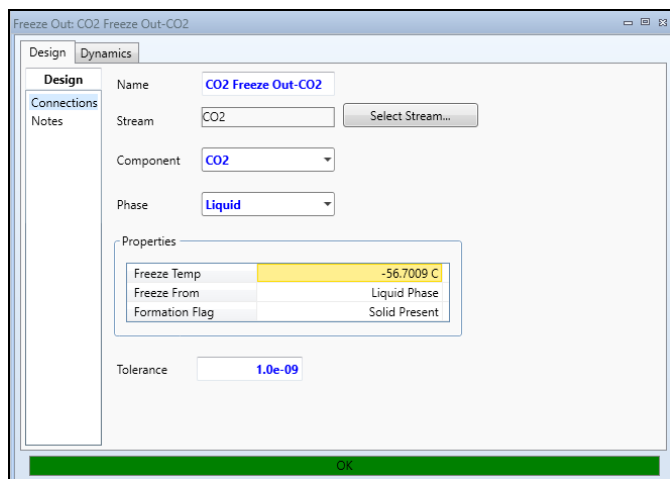 Freeze Out: CO2 Freeze Out-CO2
Design Dynamics
Design
Connections
Notes
Name CO2 Freeze Out-CO2
Stream CO2 Select Stream...
Component CO2
Phase Liquid
Properties
Freeze Temp -56.7009 C
Freeze From Liquid Phase
Formation Flag Solid Present
Tolerance 1.0e-09
OK